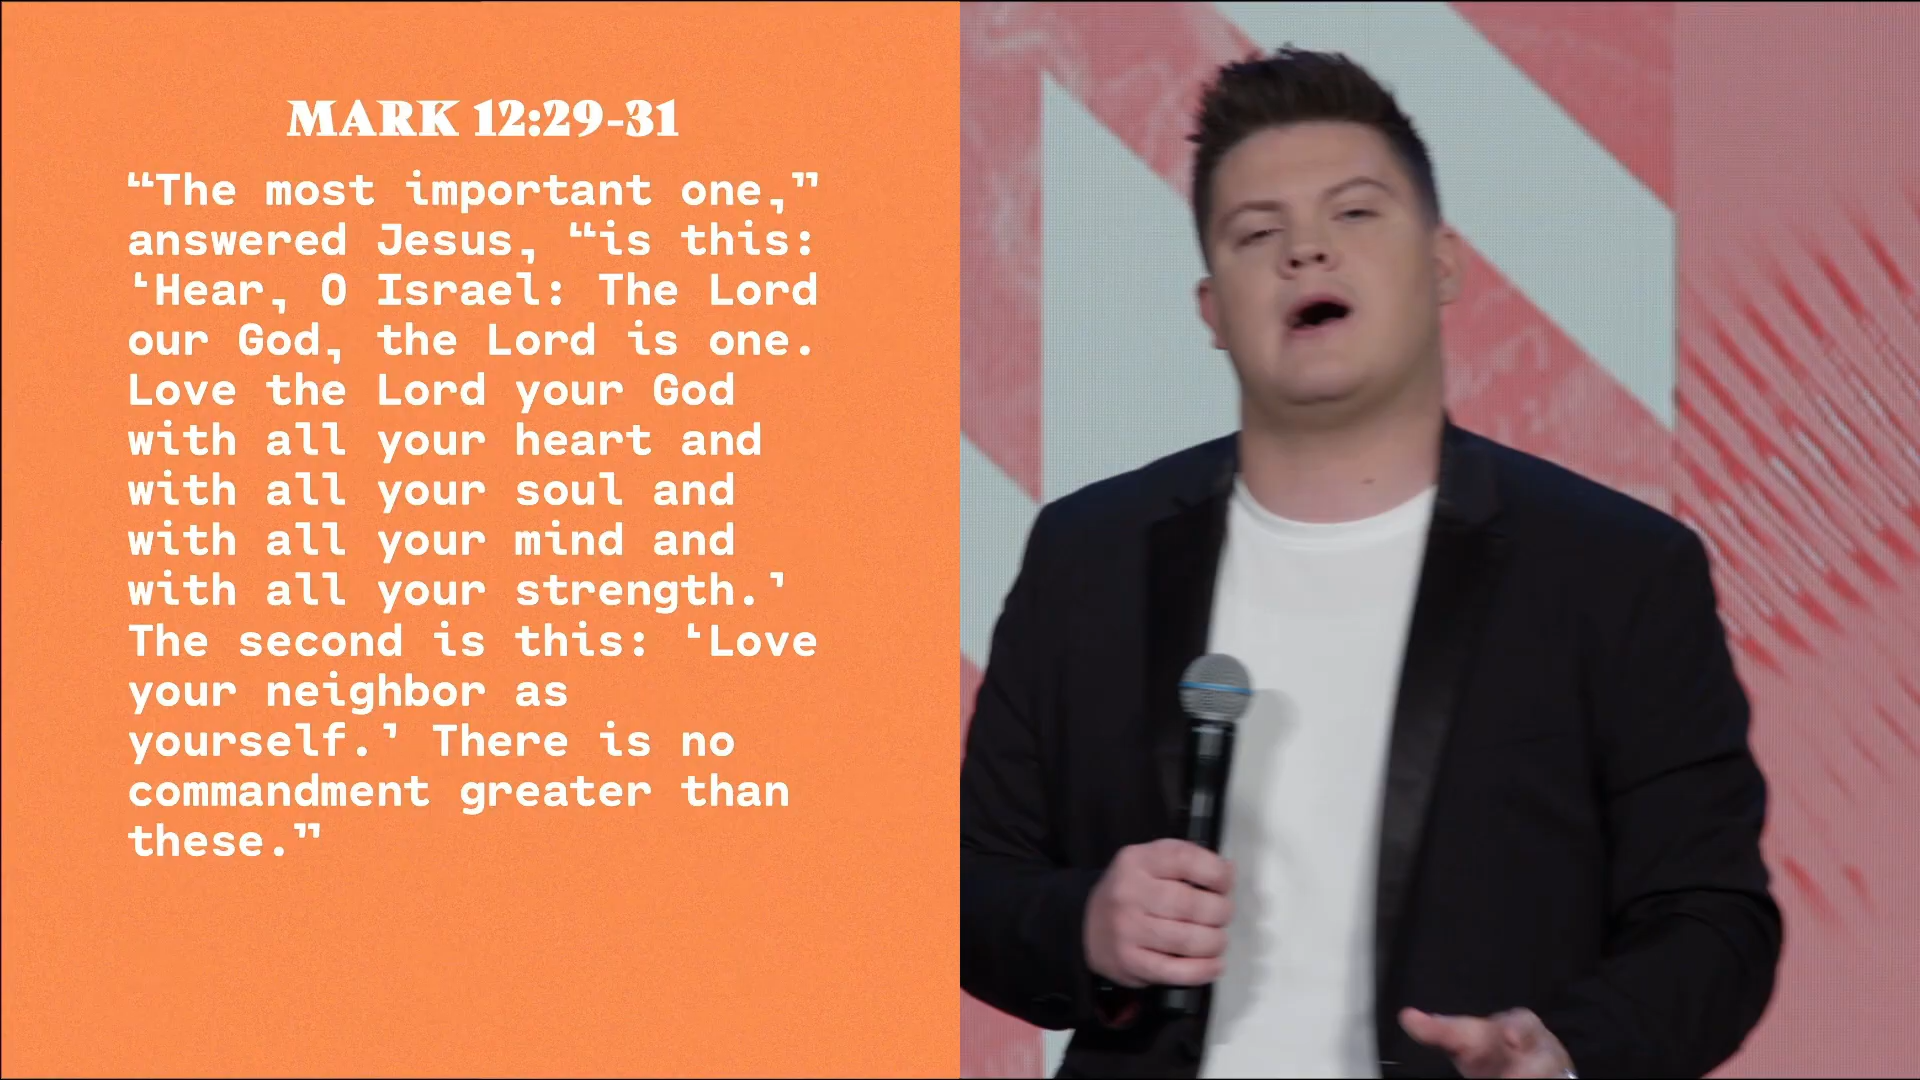 MARK 12:29-31
“The most important one,”
answered Jesus, “is this:
‘Hear, O Israel: The Lord
our God, the Lord is one.
Love the Lord your God
with all your heart and
with all your soul and
with all your mind and
with all your strength.’
The second is this: ‘Love
your neighbor as
yourself.’ There is no
commandment greater than
these.”